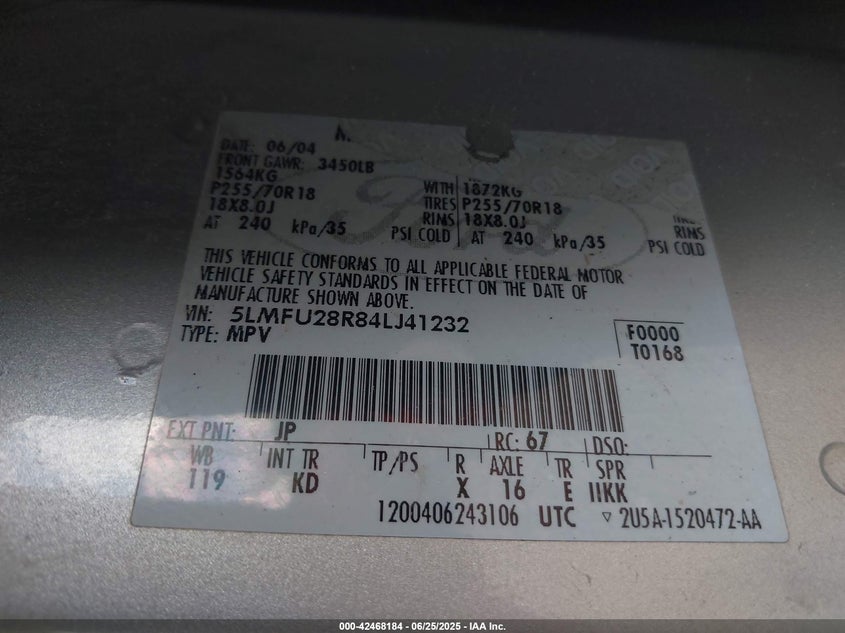 DATE: 06/04
FRONT GAWR: 3450LB
1564KG 1872KG
P255/70R18 WITH TIRES P255/70R18
18X8.0J RIMS 18X8.0J RIMS
AT 240 kPa/35 PSI COLD AT 240 kPa/35 PSI COLD
THIS VEHICLE CONFORMS TO ALL APPLICABLE FEDERAL MOTOR
VEHICLE SAFETY STANDARDS IN EFFECT ON THE DATE OF
MANUFACTURE SHOWN ABOVE.
VIN: 5LMFU28R84LJ41232
TYPE: MPV
F0000
T0168
EXT PNT: JP RC: 67 DSO:
WB INT TR TP/PS R AXLE TR SPR
119 KD X 16 E IIKK
1200406243106 UTC ▽ 2U5A-1520472-AA
Ford
000-42468184 - 06/25/2025 - IAA Inc.